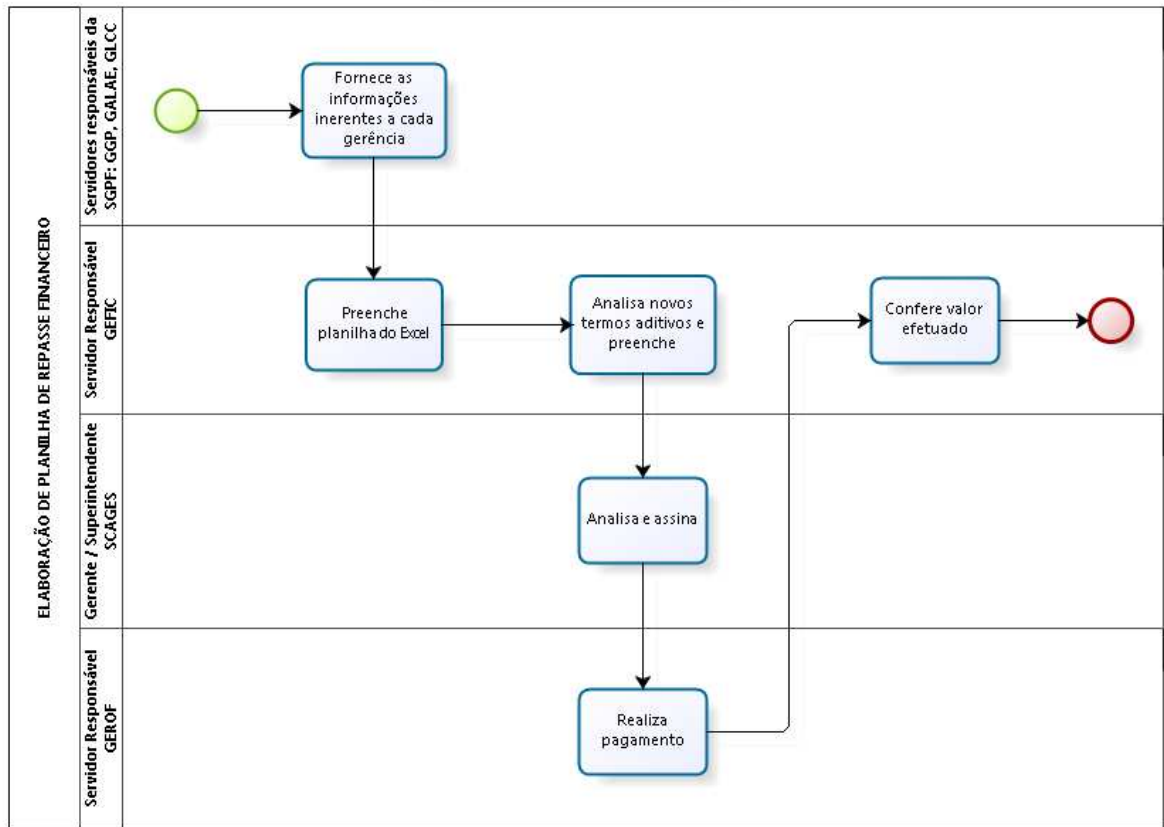 ELABORAÇÃO DE PLANILHA DE REPASSE FINANCEIRO
Servidores responsáveis da
SGPF: GGP, GALAE, GLCC
Fornece as
informações
inerentes a cada
gerência
Servidor Responsável
GEFIC
Preenche
planilha do Excel
Analisa novos
termos aditivos e
preenche
Confere valor
efetuado
Gerente / Superintendente
SCAGES
Analisa e assina
Servidor Responsável
GEROF
Realiza
pagamento